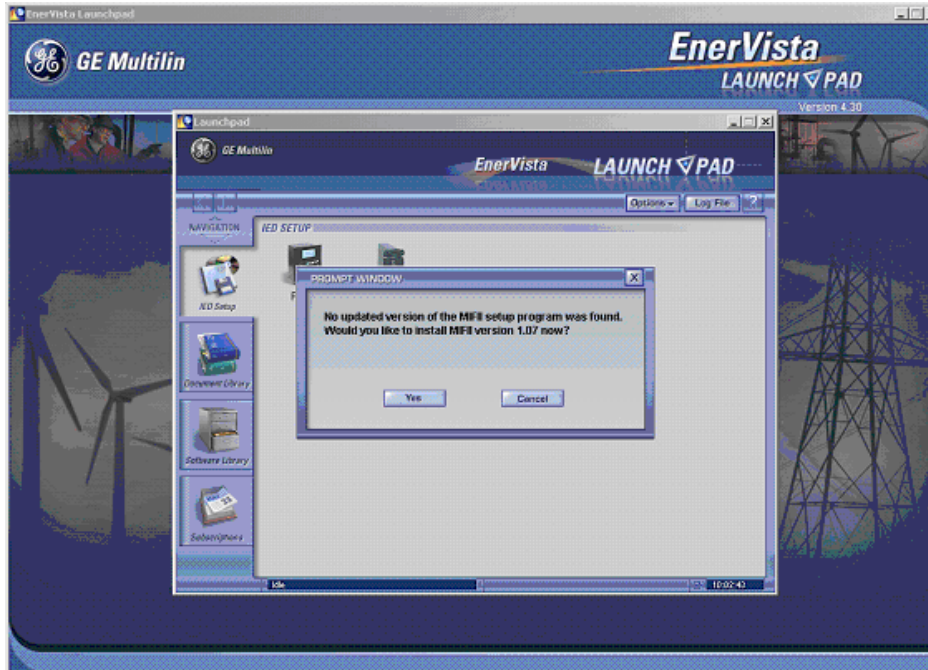 EnerVista Launchpad
GE Multilin
EnerVista
LAUNCH PAD
Version 4.30
Launchpad
GE Multilin
EnerVista LAUNCH PAD
Options Log File ?
NAVIGATION
IED SETUP
IED Setup
Document Library
Software Library
Subscriptions
PROMPT WINDOW
No updated version of the MIFII setup program was found.
Would you like to install MIFII version 1.07 now?
Yes Cancel
Idle
10:02:43